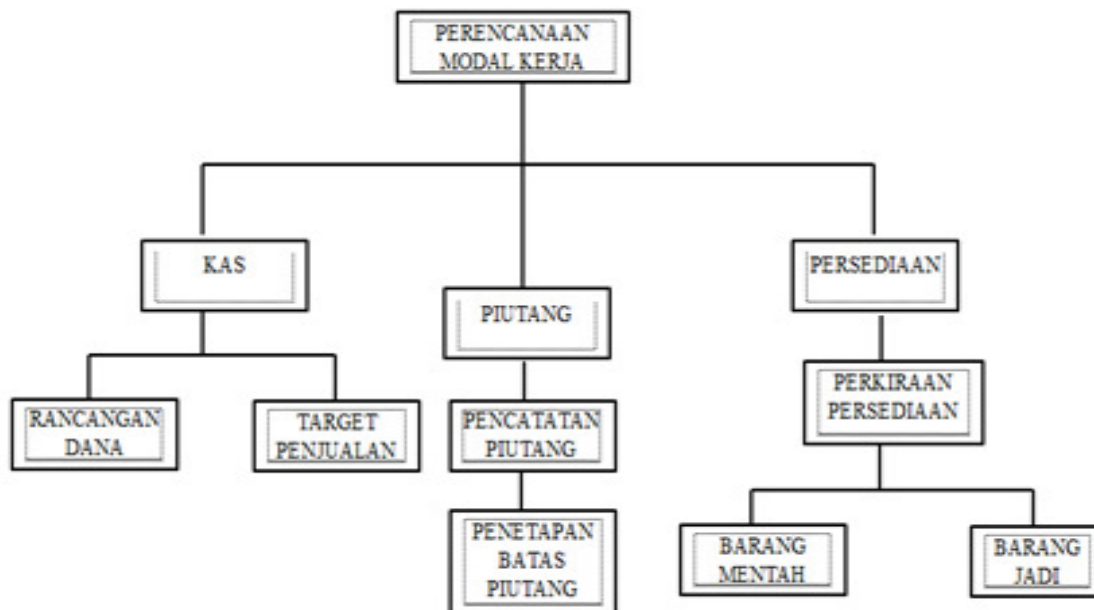 PERENCANAAN
MODAL KERJA
KAS
PIUTANG
PERSEDIAAN
RANCANGAN
DANA
TARGET
PENJUALAN
PENCATATAN
PIUTANG
PERKIRAAN
PERSEDIAAN
PENETAPAN
BATAS
PIUTANG
BARANG
MENTAH
BARANG
JADI